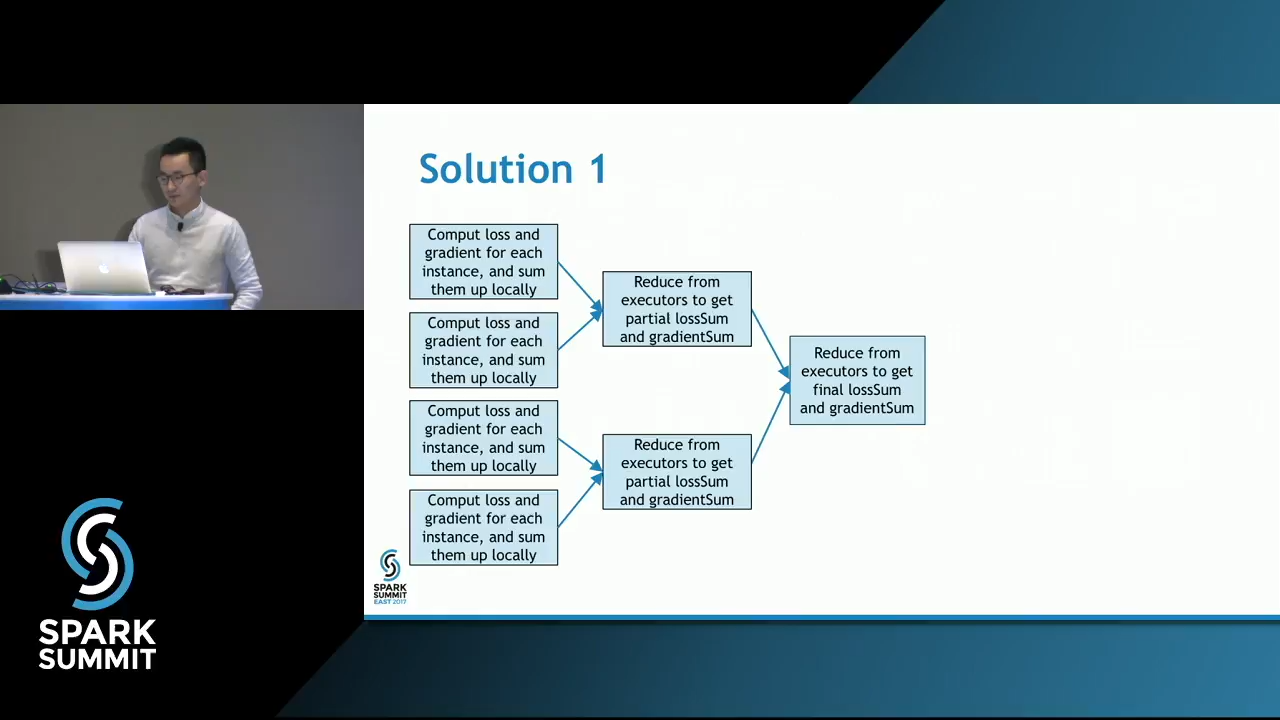 Solution 1
Comput loss and
gradient for each
instance, and sum
them up locally
Comput loss and
gradient for each
instance, and sum
them up locally
Comput loss and
gradient for each
instance, and sum
them up locally
Comput loss and
gradient for each
instance, and sum
them up locally
Reduce from
executors to get
partial lossSum
and gradientSum
Reduce from
executors to get
partial lossSum
and gradientSum
Reduce from
executors to get
final lossSum
and gradientSum
SPARK
SUMMIT
EAST 2017
SPARK
SUMMIT